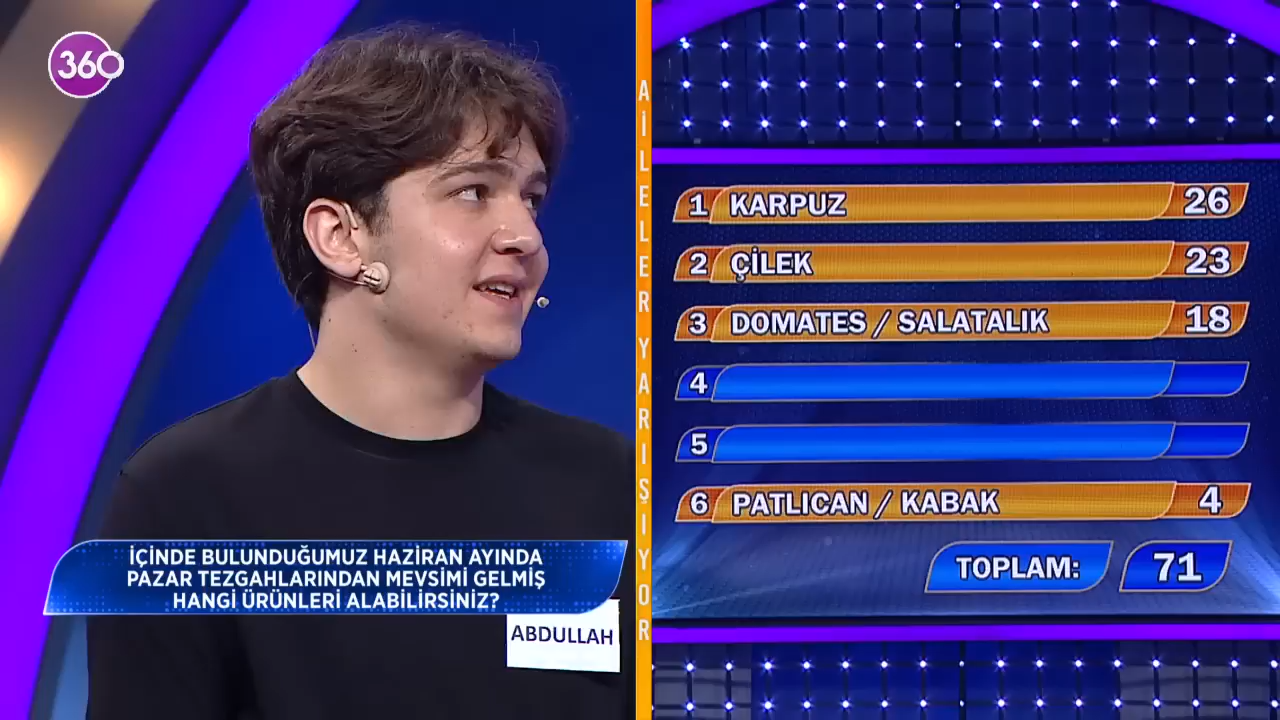 360
İÇİNDE BULUNDUĞUMUZ HAZİRAN AYINDA
PAZAR TEZGAHLARINDAN MEVSİMİ GELMİŞ
HANGİ ÜRÜNLERİ ALABİLİRSİNİZ?
ABDULLAH
AİLELER YARIŞIYOR
1 KARPUZ 26
2 ÇİLEK 23
3 DOMATES / SALATALIK 18
4
5
6 PATLICAN / KABAK 4
TOPLAM: 71